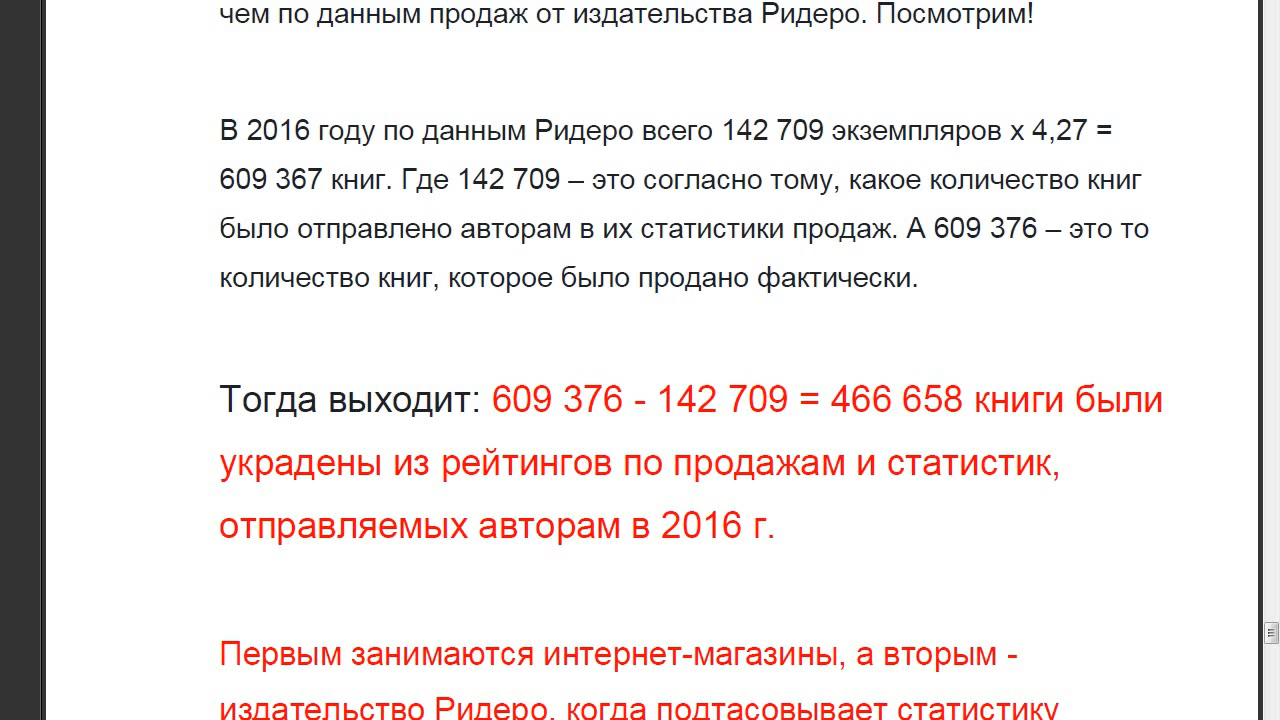 чем по данным продаж от издательства Ридеро. Посмотрим!
В 2016 году по данным Ридеро всего 142 709 экземпляров х 4,27 =
609 367 книг. Где 142 709 – это согласно тому, какое количество книг
было отправлено авторам в их статистики продаж. А 609 376 – это то
количество книг, которое было продано фактически.
Тогда выходит: 609 376 - 142 709 = 466 658 книги были
украдены из рейтингов по продажам и статистик,
отправляемых авторам в 2016 г.
Первым занимаются интернет-магазины, а вторым -
издательство Ридеро, когда подтасовывает статистику